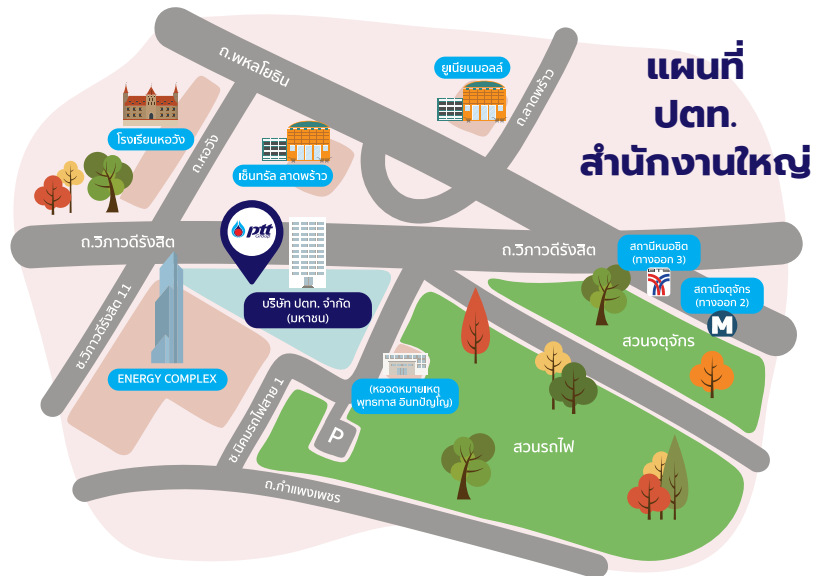 แผนที่
ปตท.
สำนักงานใหญ่
ถ.พหลโยธิน
ยูเนียนมอลล์
ถ.ลาดพร้าว
โรงเรียนหอวัง
ถ.หอวัง
เซ็นทรัล ลาดพร้าว
ptt
Group
ถ.วิภาวดีรังสิต
ถ.วิภาวดีรังสิต
สถานีหมอชิต
(ทางออก 3)
สถานีจตุจักร
(ทางออก 2)
M
บริษัท ปตท. จำกัด
(มหาชน)
ซ.วิภาวดีรังสิต 11
สวนจตุจักร
ENERGY COMPLEX
(หอจดหมายเหตุ
พุทธทาส อินทปัญโญ)
ซ.นิคมรถไฟสาย 1
P
สวนรถไฟ
ถ.กำแพงเพชร